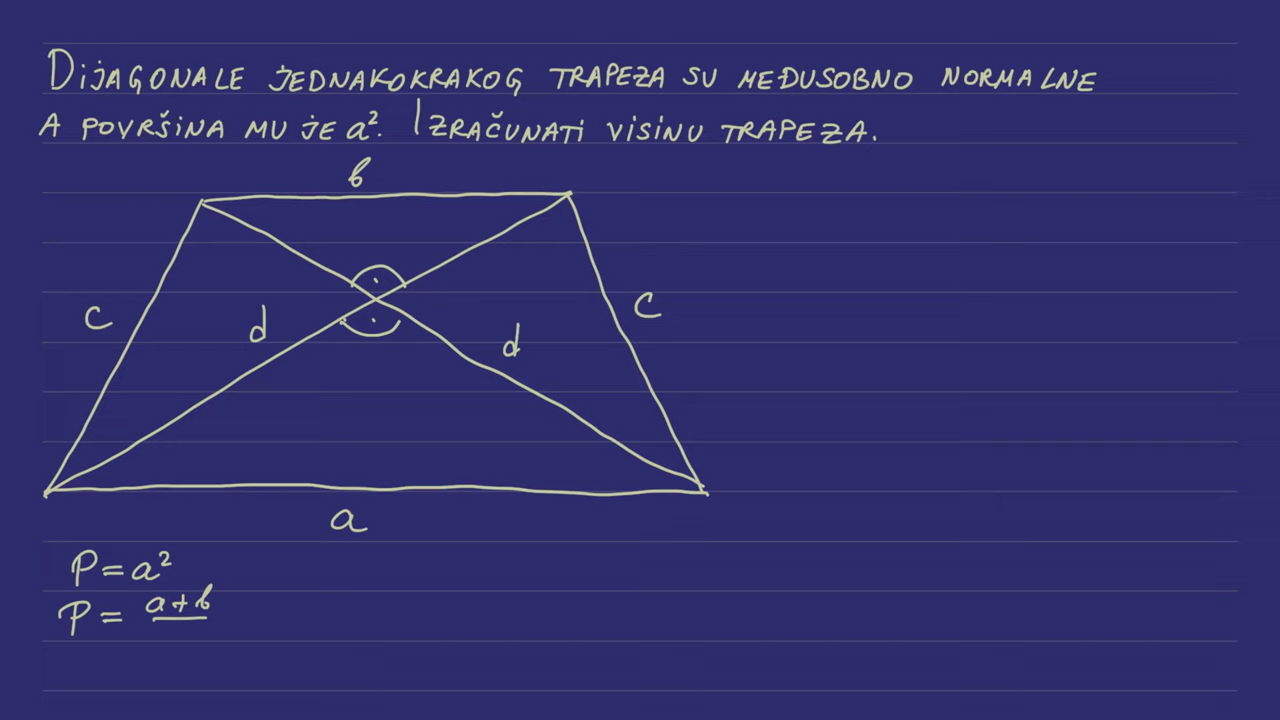 DIJAGONALE JEDNAKOKRAKOG TRAPEZA SU MEĐUSOBNO NORMALNE
A POVRŠINA MU JE a². IZRAČUNATI VISINU TRAPEZA.
b
c
d
d
c
a
P=a²
P= a+b